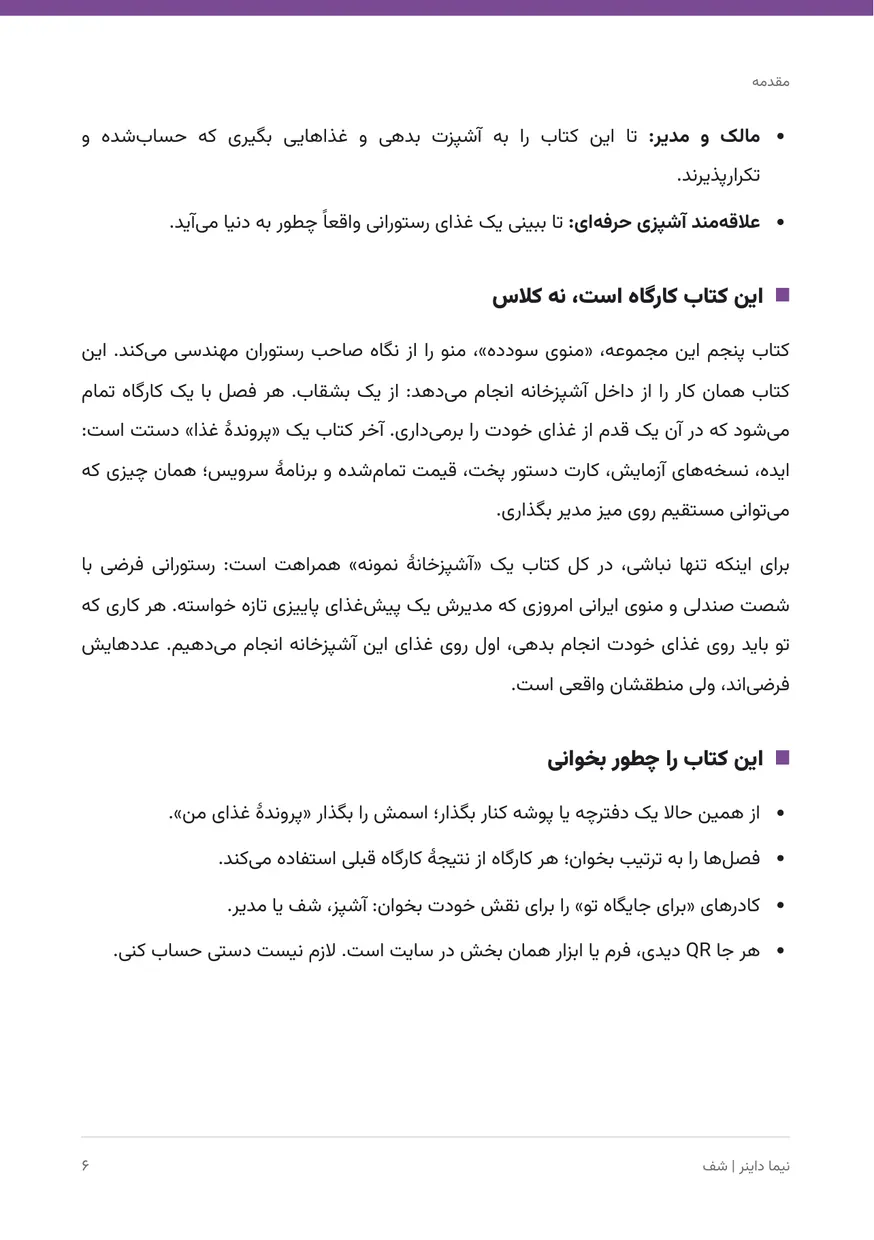 مقدمه
• مالک و مدیر: تا این کتاب را به آشپزت بدهی و غذاهایی بگیری که حساب‌شده و
تکرارپذیرند.
• علاقه‌مند آشپزی حرفه‌ای: تا ببینی یک غذای رستورانی واقعاً چطور به دنیا می‌آید.
این کتاب کارگاه است، نه کلاس
کتاب پنجم این مجموعه، «منوی سودده»، منو را از نگاه صاحب رستوران مهندسی می‌کند. این
کتاب همان کار را از داخل آشپزخانه انجام می‌دهد: از یک بشقاب. هر فصل با یک کارگاه تمام
می‌شود که در آن یک قدم از غذای خودت را برمی‌داری. آخر کتاب یک «پروندهٔ غذا» دستت است:
ایده، نسخه‌های آزمایش، کارت دستور پخت، قیمت تمام‌شده و برنامهٔ سرویس؛ همان چیزی که
می‌توانی مستقیم روی میز مدیر بگذاری.
برای اینکه تنها نباشی، در کل کتاب یک «آشپزخانهٔ نمونه» همراهت است: رستورانی فرضی با
شصت صندلی و منوی ایرانی امروزی که مدیرش یک پیش‌غذای پاییزی تازه خواسته. هر کاری که
تو باید روی غذای خودت انجام بدهی، اول روی غذای این آشپزخانه انجام می‌دهیم. عددهایش
فرضی‌اند، ولی منطقشان واقعی است.
این کتاب را چطور بخوانی
• از همین حالا یک دفترچه یا پوشه کنار بگذار؛ اسمش را بگذار «پروندهٔ غذای من».
• فصل‌ها را به ترتیب بخوان؛ هر کارگاه از نتیجهٔ کارگاه قبلی استفاده می‌کند.
• کادرهای «برای جایگاه تو» را برای نقش خودت بخوان: آشپز، شف یا مدیر.
• هر جا QR دیدی، فرم یا ابزار همان بخش در سایت است. لازم نیست دستی حساب کنی.
نیما داینر | شف
۶